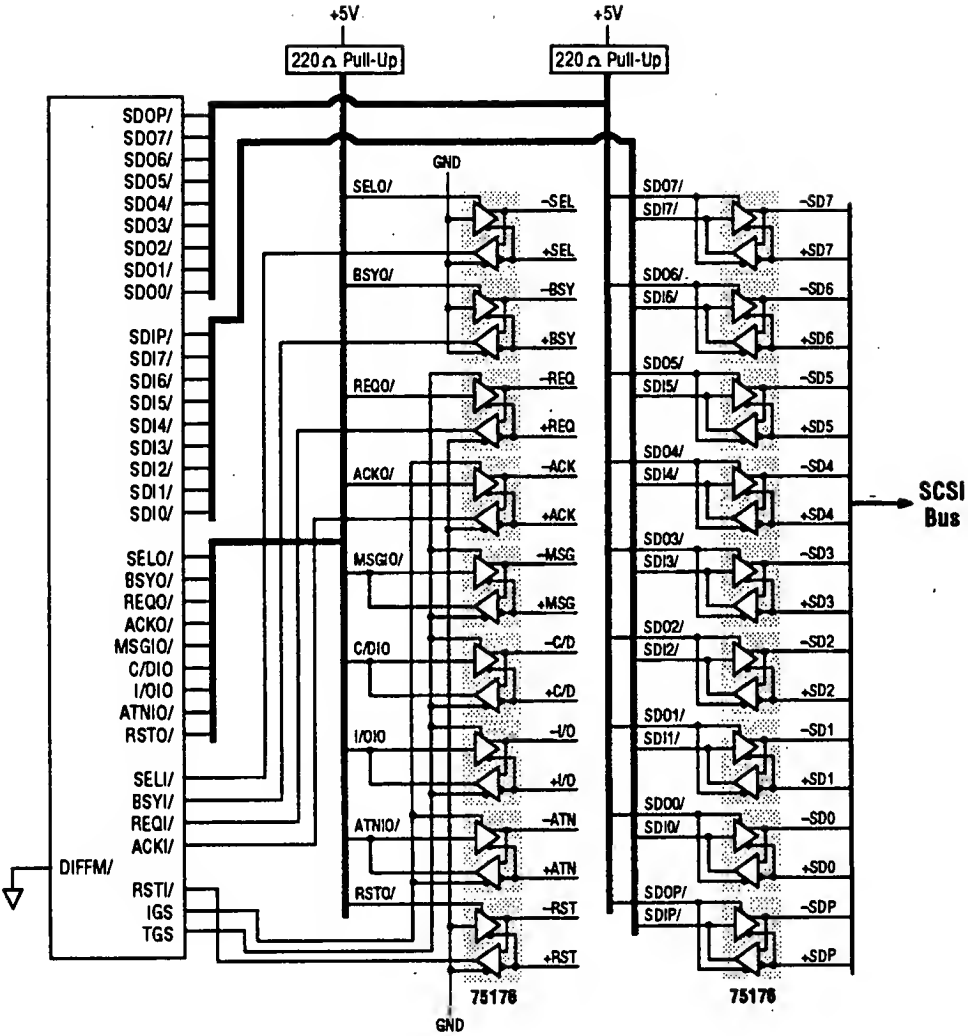 +5V
+5V
220 Ω Pull-Up
220 Ω Pull-Up
SDOP/
SDO7/
SDO6/
SDO5/
SDO4/
SDO3/
SDO2/
SDO1/
SDO0/
SDIP/
SDI7/
SDI6/
SDI5/
SDI4/
SDI3/
SDI2/
SDI1/
SDI0/
SELO/
BSYO/
REQO/
ACKO/
MSGIO/
C/DIO
I/OIO
ATNIO/
RSTO/
SELI/
BSYI/
REQI/
ACKI/
DIFFM/
RSTI/
IGS
TGS
GND
SELO/
-SEL
+SEL
BSYO/
-BSY
+BSY
REQO/
-REQ
+REQ
ACKO/
-ACK
+ACK
MSGIO/
-MSG
+MSG
C/DIO
-C/D
+C/D
I/OIO
-I/O
+I/O
ATNIO/
-ATN
+ATN
RSTO/
-RST
+RST
75176
GND
SDO7/
SDI7/
-SD7
+SD7
SDO6/
SDI6/
-SD6
+SD6
SDO5/
SDI5/
-SD5
+SD5
SDO4/
SDI4/
-SD4
+SD4
SDO3/
SDI3/
-SD3
+SD3
SDO2/
SDI2/
-SD2
+SD2
SDO1/
SDI1/
-SD1
+SD1
SDO0/
SDI0/
-SD0
+SD0
SDOP/
SDIP/
-SDP
+SDP
75176
SCSI
Bus